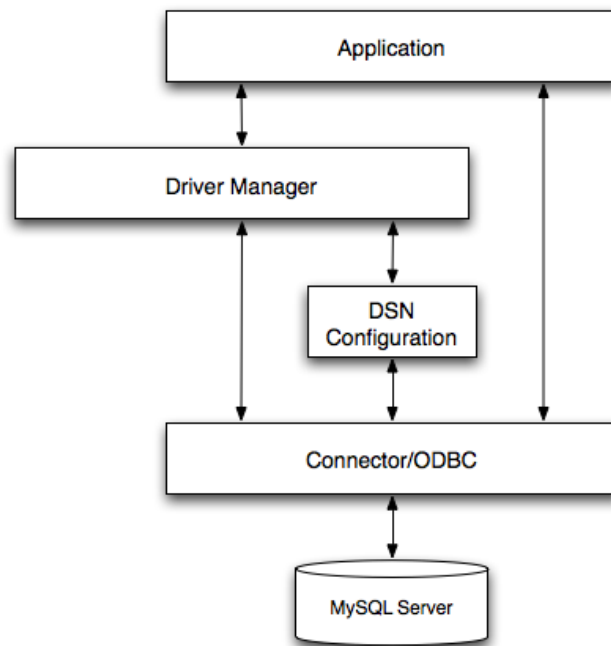 Application
Driver Manager
DSN
Configuration
Connector/ODBC
MySQL Server